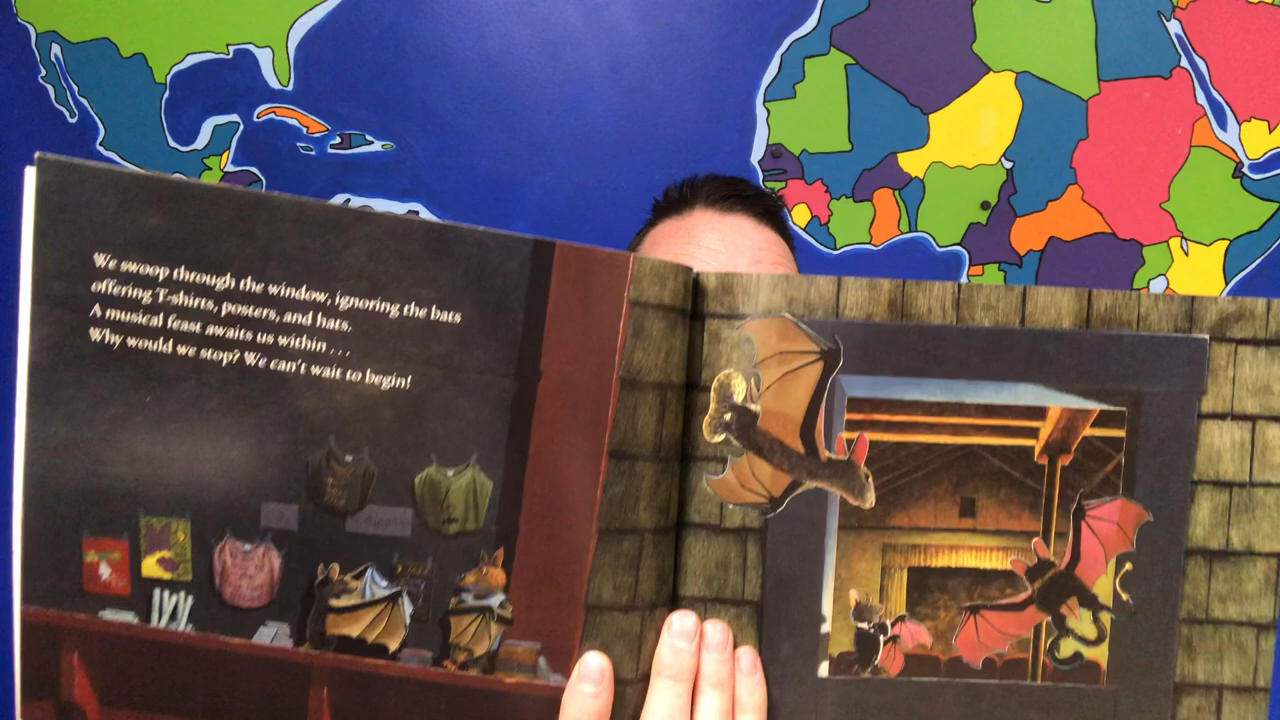 We swoop through the window, ignoring the bats
offering T-shirts, posters, and hats.
A musical feast awaits us within . . .
Why would we stop? We can't wait to begin!